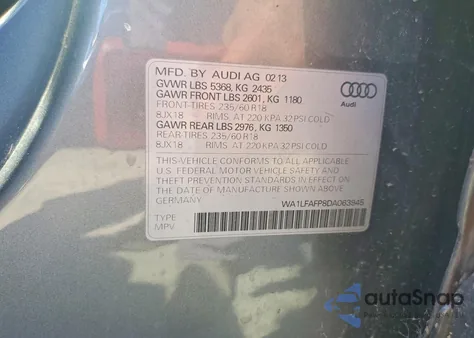 MFD. BY AUDI AG 02 13
GVWR LBS 5368, KG 2435
GAWR FRONT LBS 2601, KG 1180
FRONT-TIRES 235/60 R18
8JX18 RIMS AT 220 KPA 32 PSI COLD
GAWR REAR LBS 2976, KG 1350
REAR-TIRES 235/60 R18
8JX18 RIMS AT 220 KPA 32 PSI COLD
Audi
THIS VEHICLE CONFORMS TO ALL APPLICABLE
U.S. FEDERAL MOTOR VEHICLE SAFETY AND
THEFT PREVENTION STANDARDS IN EFFECT ON
THE DATE OF MANUFACTURE SHOWN ABOVE
GERMANY
WA1LFAFP8DA063945
TYPE
MPV
autoSnap